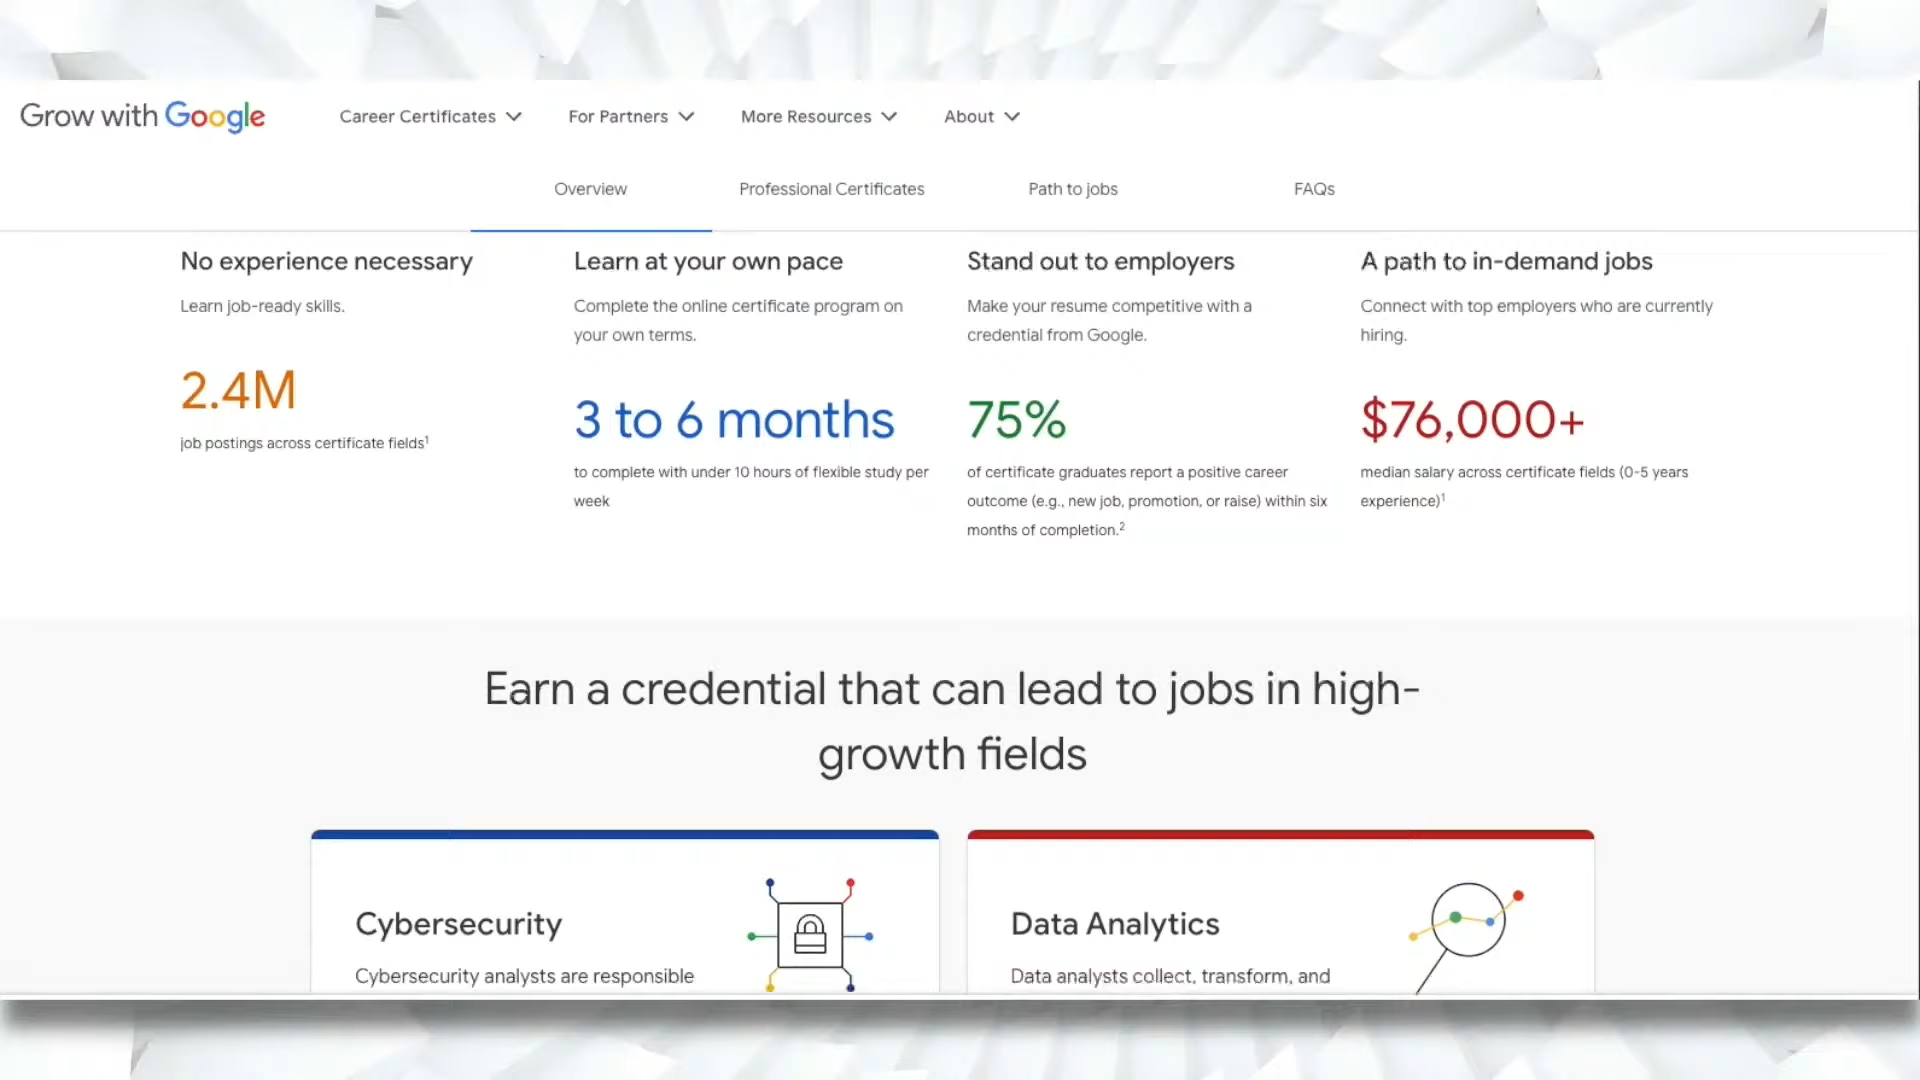 Grow with Google
Career Certificates
For Partners
More Resources
About
Overview
Professional Certificates
Path to jobs
FAQs
No experience necessary
Learn job-ready skills.
2.4M
job postings across certificate fields¹
Learn at your own pace
Complete the online certificate program on
your own terms.
3 to 6 months
to complete with under 10 hours of flexible study per
week
Stand out to employers
Make your resume competitive with a
credential from Google.
75%
of certificate graduates report a positive career
outcome (e.g., new job, promotion, or raise) within six
months of completion.²
A path to in-demand jobs
Connect with top employers who are currently
hiring.
$76,000+
median salary across certificate fields (0-5 years
experience)¹
Earn a credential that can lead to jobs in high-
growth fields
Cybersecurity
Cybersecurity analysts are responsible
Data Analytics
Data analysts collect, transform, and